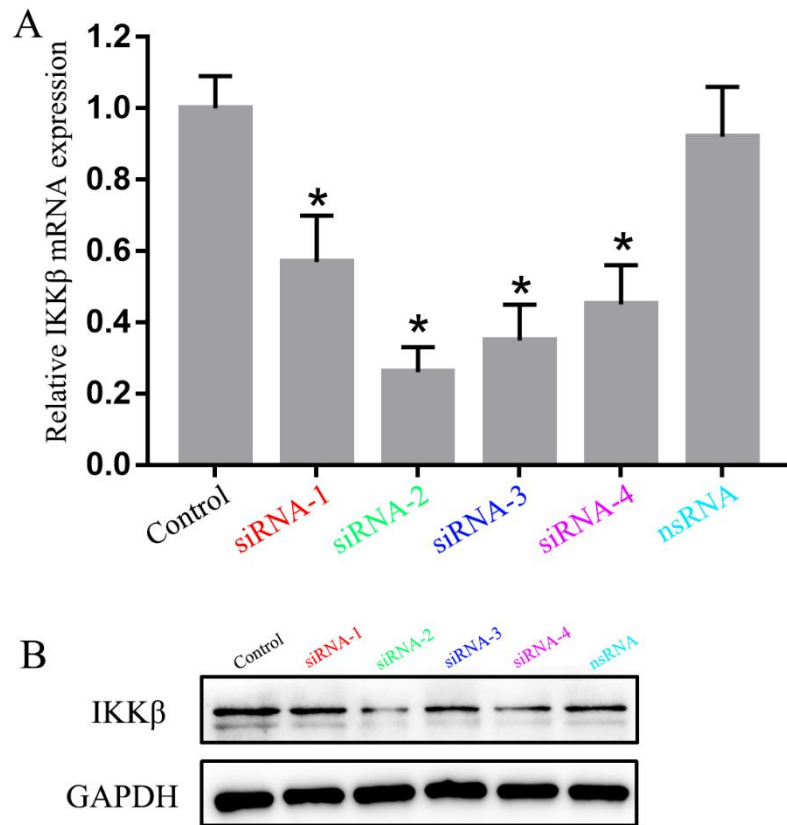 A
Relative IKKβ mRNA expression
1.2
1.0
0.8
0.6
0.4
0.2
0.0
*
*
*
*
Control
siRNA-1
siRNA-2
siRNA-3
siRNA-4
nsRNA
B
Control
siRNA-1
siRNA-2
siRNA-3
siRNA-4
nsRNA
IKKβ
GAPDH